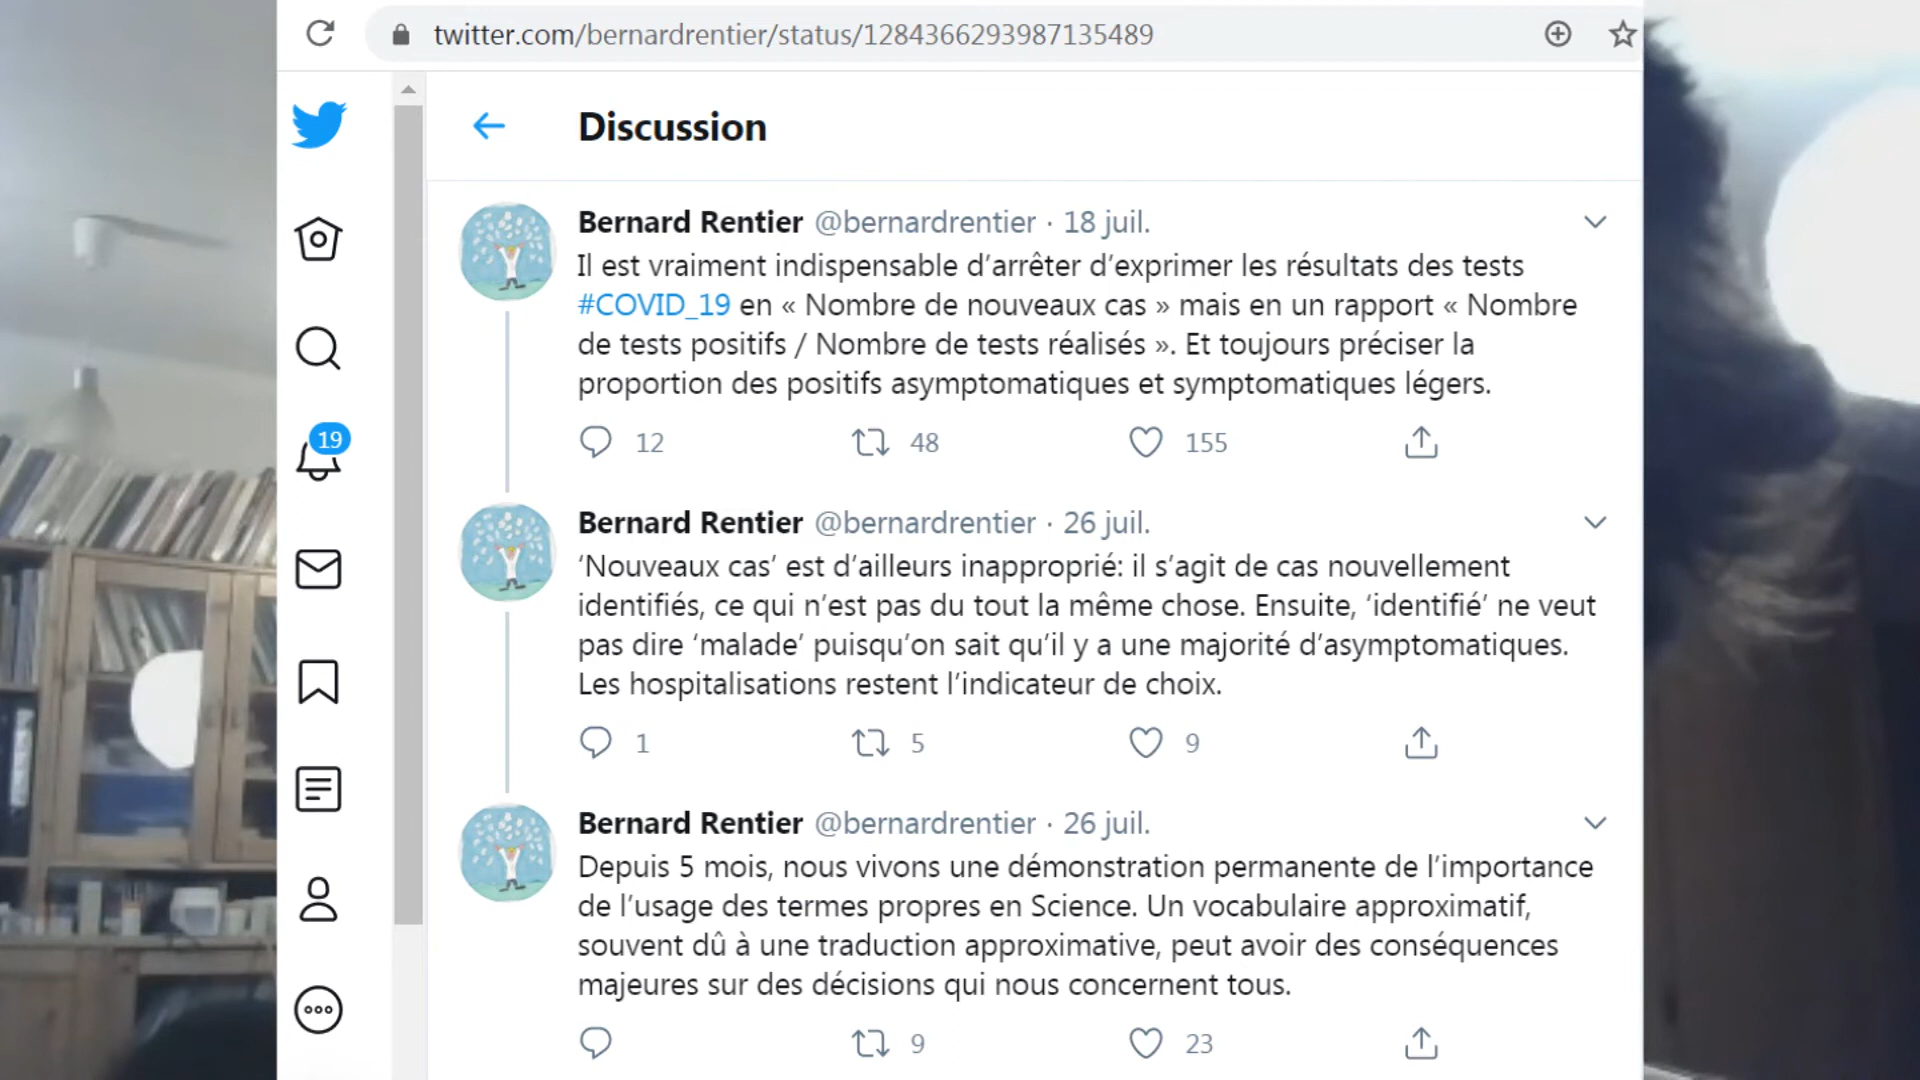 twitter.com/bernardrentier/status/1284366293987135489
Discussion
Bernard Rentier @bernardrentier · 18 juil.
Il est vraiment indispensable d’arrêter d’exprimer les résultats des tests
#COVID_19 en « Nombre de nouveaux cas » mais en un rapport « Nombre
de tests positifs / Nombre de tests réalisés ». Et toujours préciser la
proportion des positifs asymptomatiques et symptomatiques légers.
12 48 155
19
Bernard Rentier @bernardrentier · 26 juil.
‘Nouveaux cas’ est d’ailleurs inapproprié: il s’agit de cas nouvellement
identifiés, ce qui n’est pas du tout la même chose. Ensuite, ‘identifié’ ne veut
pas dire ‘malade’ puisqu’on sait qu’il y a une majorité d’asymptomatiques.
Les hospitalisations restent l’indicateur de choix.
1 5 9
Bernard Rentier @bernardrentier · 26 juil.
Depuis 5 mois, nous vivons une démonstration permanente de l’importance
de l’usage des termes propres en Science. Un vocabulaire approximatif,
souvent dû à une traduction approximative, peut avoir des conséquences
majeures sur des décisions qui nous concernent tous.
9 23